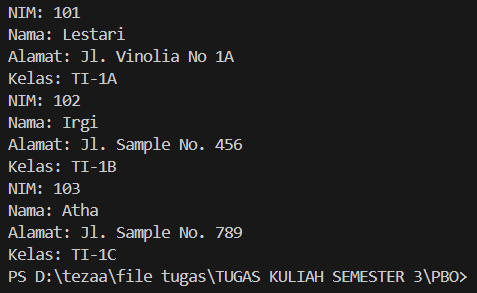 NIM: 101
Nama: Lestari
Alamat: Jl. Vinolia No 1A
Kelas: TI-1A
NIM: 102
Nama: Irgi
Alamat: Jl. Sample No. 456
Kelas: TI-1B
NIM: 103
Nama: Atha
Alamat: Jl. Sample No. 789
Kelas: TI-1C
PS D:\tezaa\file tugas\TUGAS KULIAH SEMESTER 3\PBO>